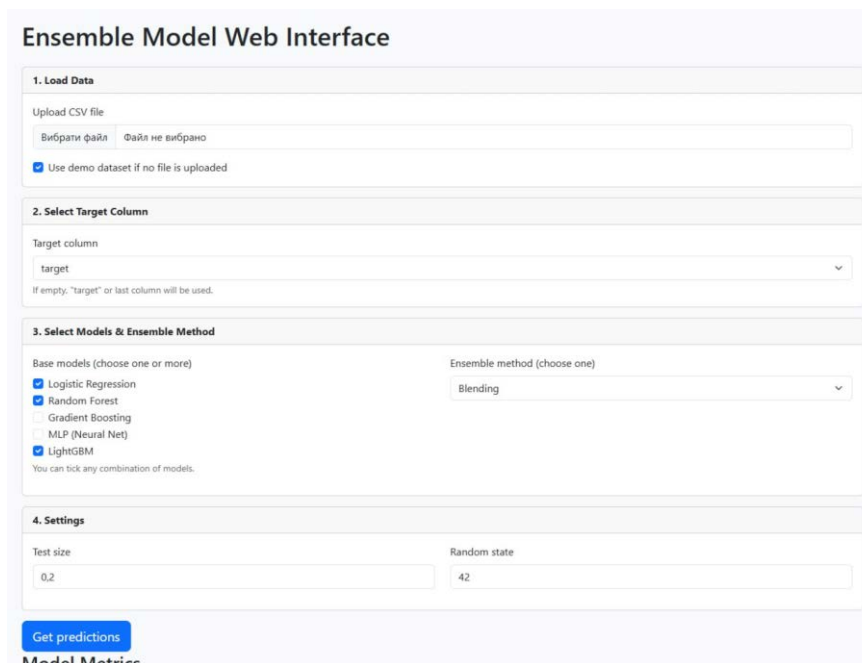 Ensemble Model Web Interface
1. Load Data
Upload CSV file
Вибрати файл Файл не вибрано
Use demo dataset if no file is uploaded
2. Select Target Column
Target column
target
If empty, "target" or last column will be used.
3. Select Models & Ensemble Method
Base models (choose one or more)
Logistic Regression
Random Forest
Gradient Boosting
MLP (Neural Net)
LightGBM
You can tick any combination of models.
Ensemble method (choose one)
Blending
4. Settings
Test size
0,2
Random state
42
Get predictions
Model Metrics